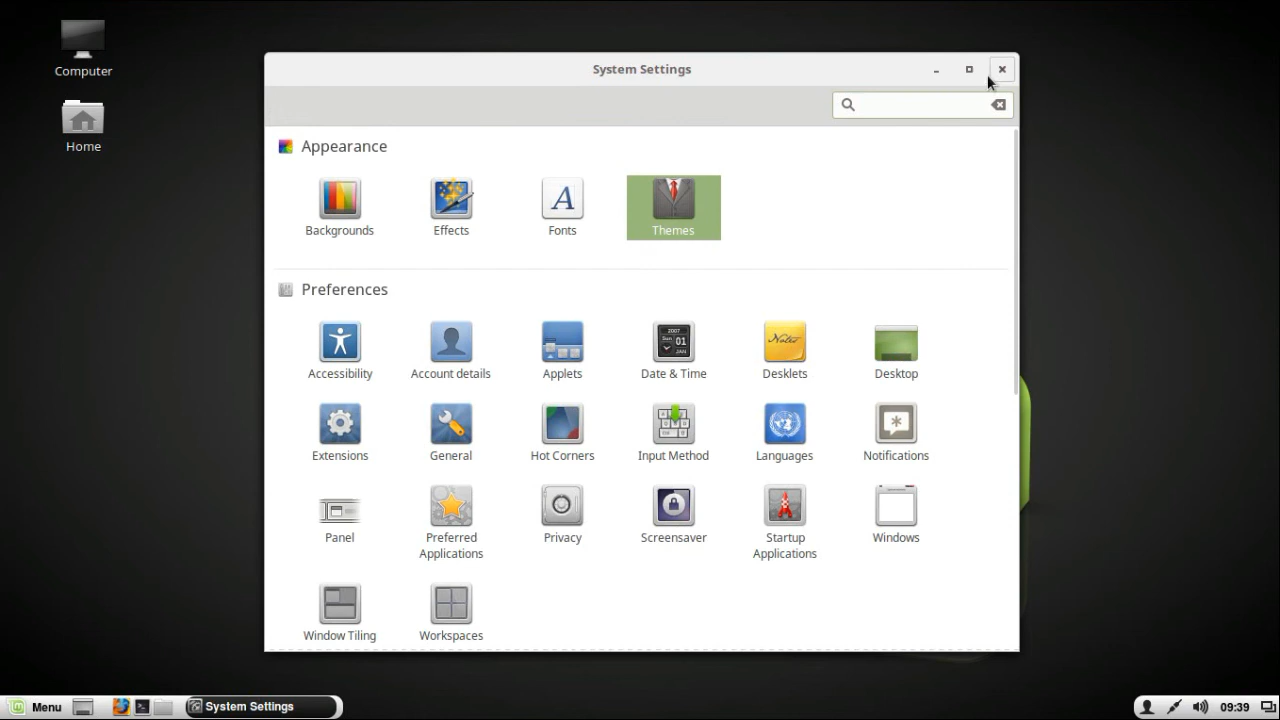 Computer
Home
System Settings
Appearance
Backgrounds
Effects
Fonts
Themes
Preferences
Accessibility
Account details
Applets
Date & Time
Desklets
Desktop
Extensions
General
Hot Corners
Input Method
Languages
Notifications
Panel
Preferred
Applications
Privacy
Screensaver
Startup
Applications
Windows
Window Tiling
Workspaces
Menu
System Settings
09:39